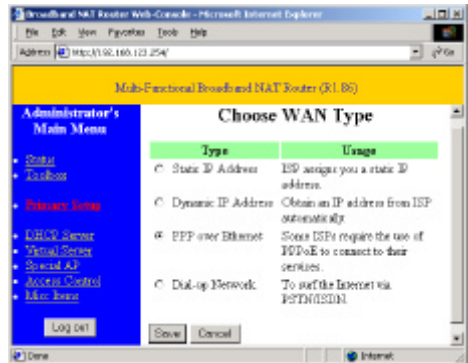 Broadband NAT Router Web-Console - Microsoft Internet Explorer
File Edit View Favorites Tools Help
Address http://192.168.123.254/ Go
Multi-Functional Broadband NAT Router (R1.86)
Administrator's
Main Menu
Status
Toolbox
Primary Setup
DHCP Server
Virtual Server
Special AP
Access Control
Misc Items
Log out
Choose WAN Type
Type Usage
Static IP Address ISP assigns you a static IP
address.
Dynamic IP Address Obtain an IP address from ISP
automatically.
PPP over Ethernet Some ISPs require the use of
PPPoE to connect to their
services.
Dial-up Network To surf the Internet via
PSTN/ISDN.
Save Cancel
Done Internet